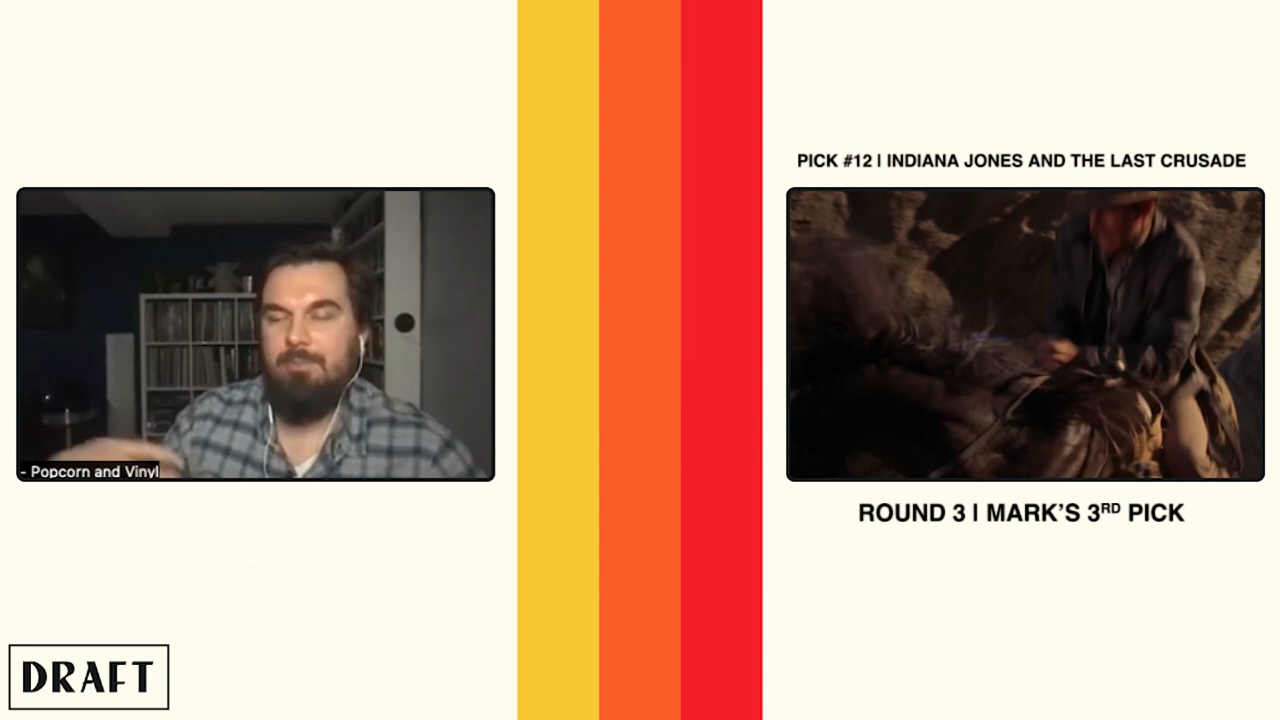 PICK #12 | INDIANA JONES AND THE LAST CRUSADE
- Popcorn and Vinyl
ROUND 3 | MARK'S 3RD PICK
DRAFT